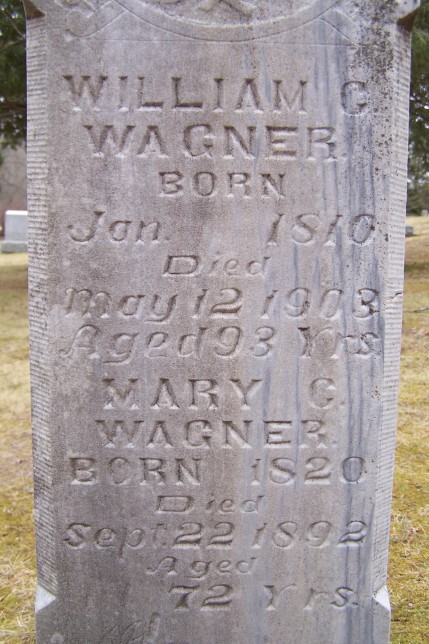 WILLIAM C
WAGNER.
BORN
Jan. 1810
Died
May 12 1903
Aged 93 Yrs.
MARY C.
WAGNER.
BORN 1820
Died
Sept. 22 1892
Aged
72 Yrs.